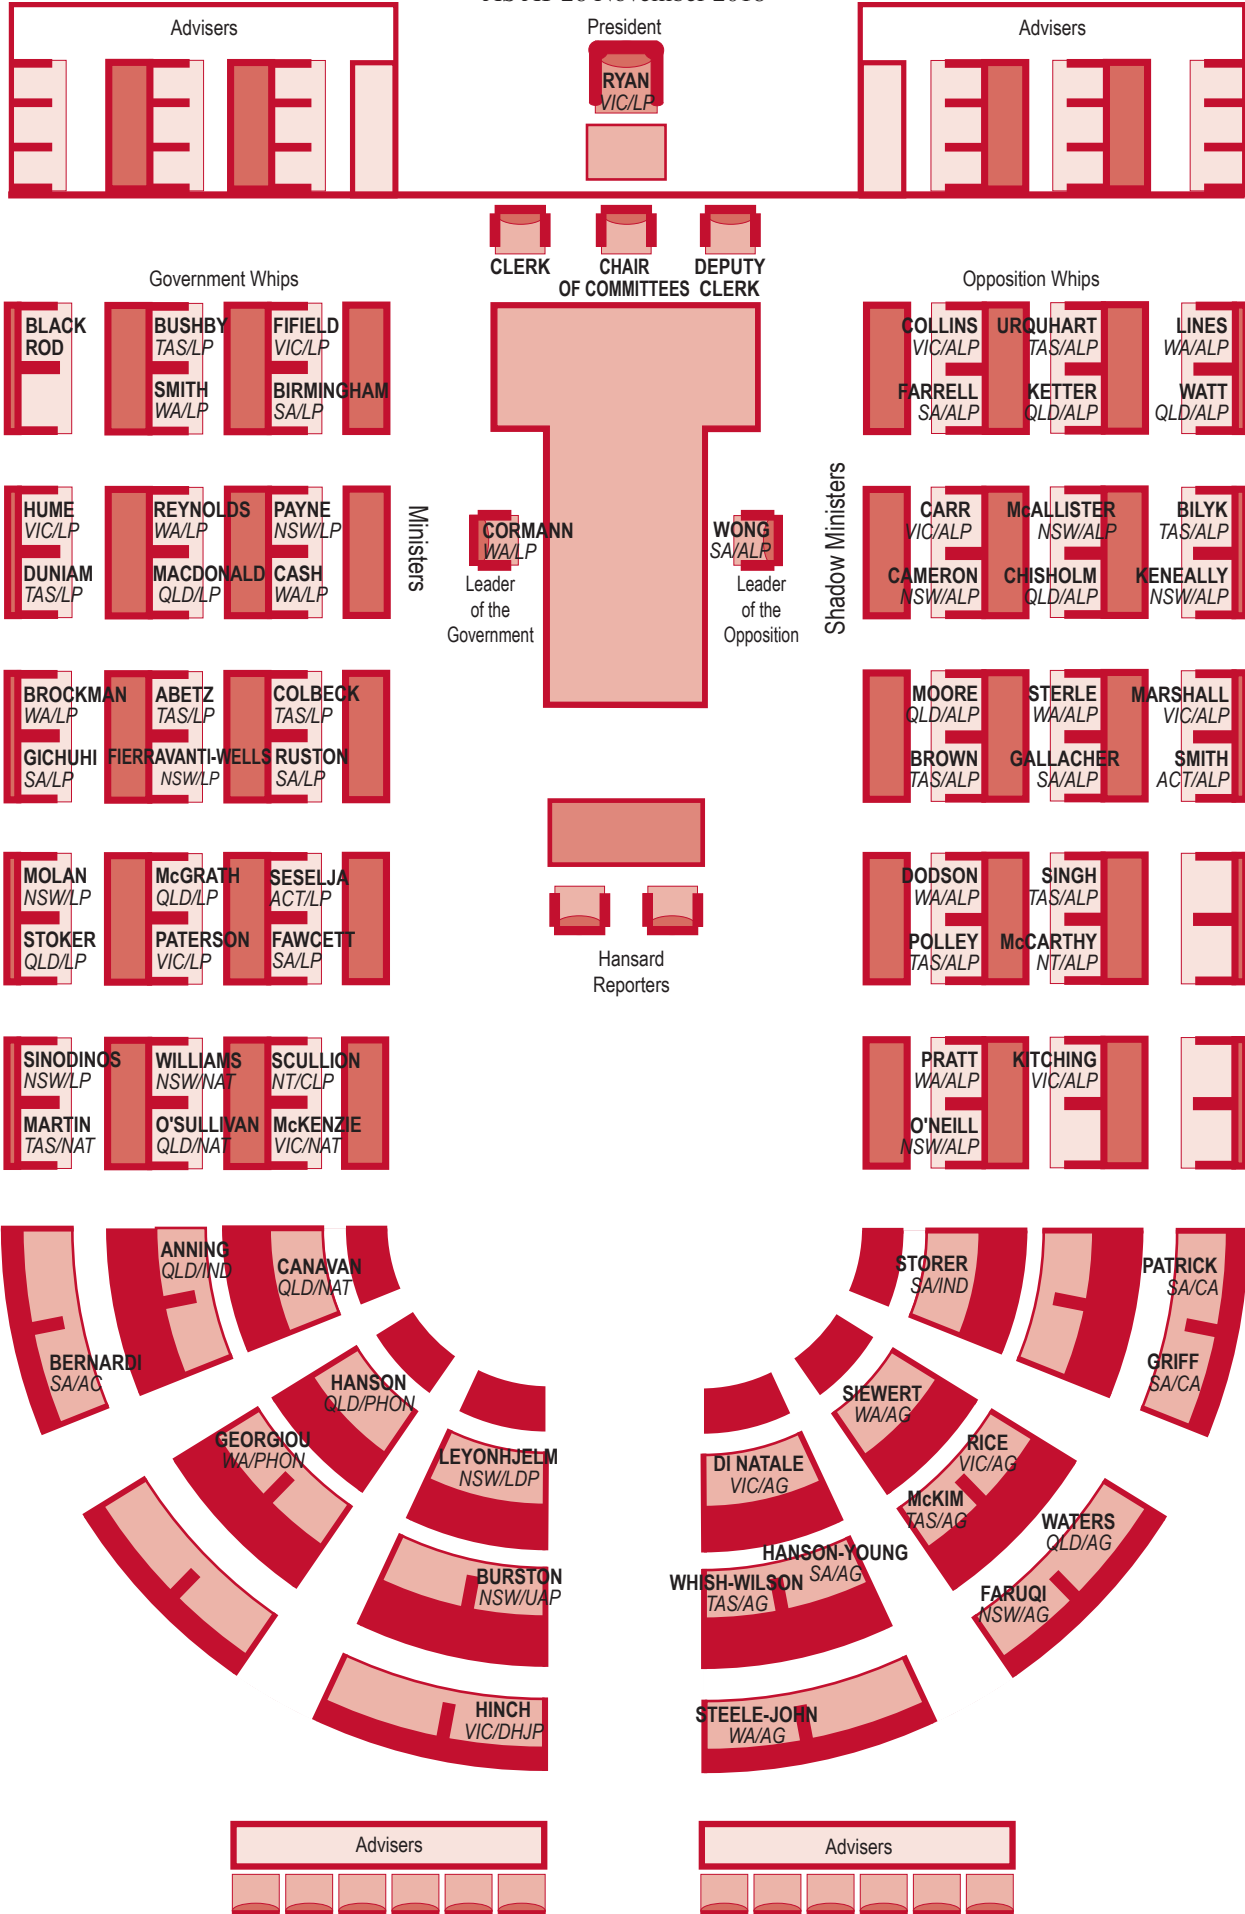 AS AT 26 November 2018
Advisers
President
Advisers
RYAN
VIC/LP
CLERK
CHAIR
OF COMMITTEES
DEPUTY
CLERK
Government Whips
Opposition Whips
BLACK
ROD
BUSHBY
TAS/LP
FIFIELD
VIC/LP
SMITH
WA/LP
BIRMINGHAM
SA/LP
COLLINS
VIC/ALP
URQUHART
TAS/ALP
LINES
WA/ALP
FARRELL
SA/ALP
KETTER
QLD/ALP
WATT
QLD/ALP
HUME
VIC/LP
REYNOLDS
WA/LP
PAYNE
NSW/LP
DUNIAM
TAS/LP
MACDONALD
QLD/LP
CASH
WA/LP
Ministers
CORMANN
WA/LP
Leader
of the
Government
WONG
SA/ALP
Leader
of the
Opposition
Shadow Ministers
CARR
VIC/ALP
McALLISTER
NSW/ALP
BILYK
TAS/ALP
CAMERON
NSW/ALP
CHISHOLM
QLD/ALP
KENEALLY
NSW/ALP
BROCKMAN
WA/LP
ABETZ
TAS/LP
COLBECK
TAS/LP
GICHUHI
SA/LP
FIERRAVANTI-WELLS
NSW/LP
RUSTON
SA/LP
MOORE
QLD/ALP
STERLE
WA/ALP
MARSHALL
VIC/ALP
BROWN
TAS/ALP
GALLACHER
SA/ALP
SMITH
ACT/ALP
MOLAN
NSW/LP
McGRATH
QLD/LP
SESELJA
ACT/LP
STOKER
QLD/LP
PATERSON
VIC/LP
FAWCETT
SA/LP
Hansard
Reporters
DODSON
WA/ALP
SINGH
TAS/ALP
POLLEY
TAS/ALP
McCARTHY
NT/ALP
SINODINOS
NSW/LP
WILLIAMS
NSW/NAT
SCULLION
NT/CLP
MARTIN
TAS/NAT
O'SULLIVAN
QLD/NAT
McKENZIE
VIC/NAT
PRATT
WA/ALP
KITCHING
VIC/ALP
O'NEILL
NSW/ALP
ANNING
QLD/IND
CANAVAN
QLD/NAT
BERNARDI
SA/AC
HANSON
QLD/PHON
GEORGIOU
WA/PHON
LEYONHJELM
NSW/LDP
BURSTON
NSW/UAP
HINCH
VIC/DHJP
STORER
SA/IND
PATRICK
SA/CA
GRIFF
SA/CA
SIEWERT
WA/AG
RICE
VIC/AG
DI NATALE
VIC/AG
McKIM
TAS/AG
WATERS
QLD/AG
HANSON-YOUNG
SA/AG
WHISH-WILSON
TAS/AG
FARUQI
NSW/AG
STEELE-JOHN
WA/AG
Advisers
Advisers